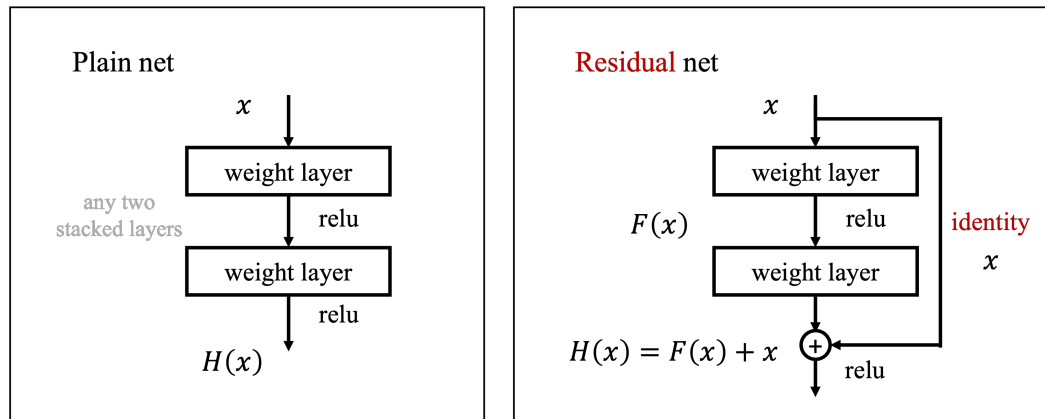 Plain net
x
weight layer
any two
stacked layers
relu
weight layer
relu
H(x)
Residual net
x
weight layer
F(x)
relu
identity
x
weight layer
H(x) = F(x) + x
+
relu